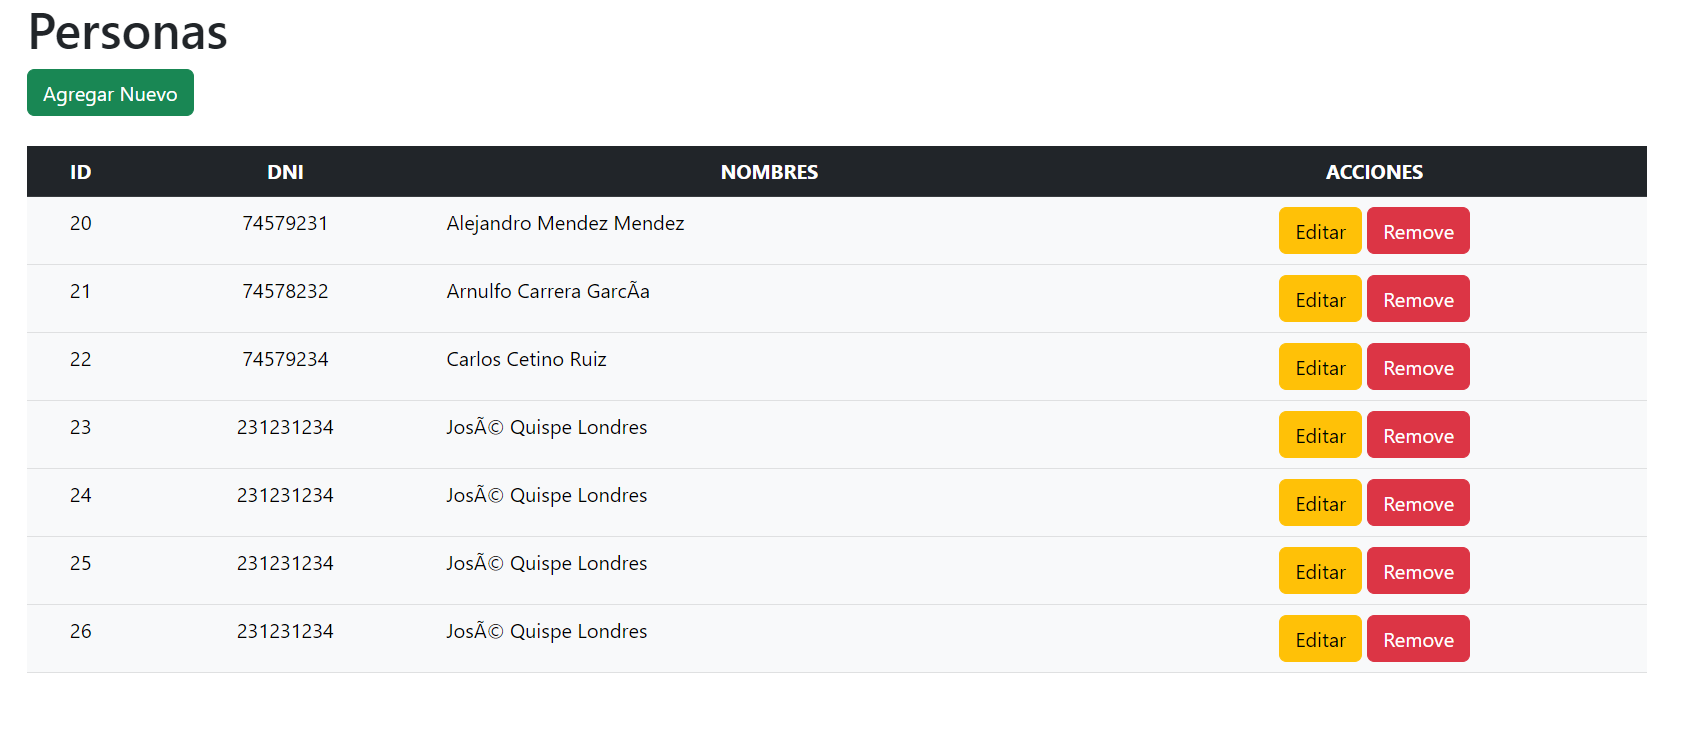 Personas
Agregar Nuevo
ID DNI NOMBRES ACCIONES
20 74579231 Alejandro Mendez Mendez Editar Remove
21 74578232 Arnulfo Carrera GarcÃa Editar Remove
22 74579234 Carlos Cetino Ruiz Editar Remove
23 231231234 JosÃ© Quispe Londres Editar Remove
24 231231234 JosÃ© Quispe Londres Editar Remove
25 231231234 JosÃ© Quispe Londres Editar Remove
26 231231234 JosÃ© Quispe Londres Editar Remove